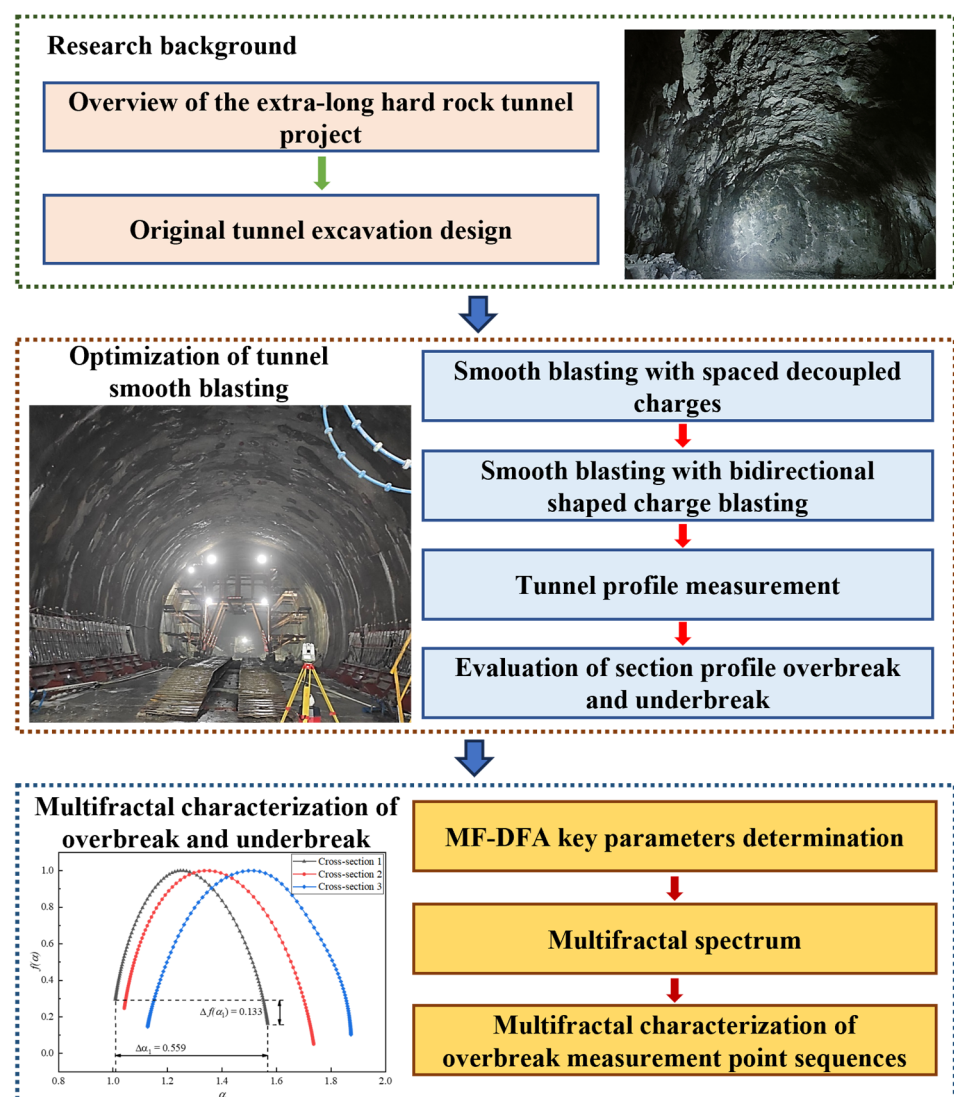 Research background
Overview of the extra-long hard rock tunnel
project
Original tunnel excavation design
Optimization of tunnel
smooth blasting
Smooth blasting with spaced decoupled
charges
Smooth blasting with bidirectional
shaped charge blasting
Tunnel profile measurement
Evaluation of section profile overbreak
and underbreak
Multifractal characterization of
overbreak and underbreak
Cross-section 1
Cross-section 2
Cross-section 3
f(α)
1.0
0.8
0.6
0.4
0.2
0.0
Δf(α₁) = 0.133
Δα₁ = 0.559
0.8 1.0 1.2 1.4 1.6 1.8 2.0
α
MF-DFA key parameters determination
Multifractal spectrum
Multifractal characterization of
overbreak measurement point sequences